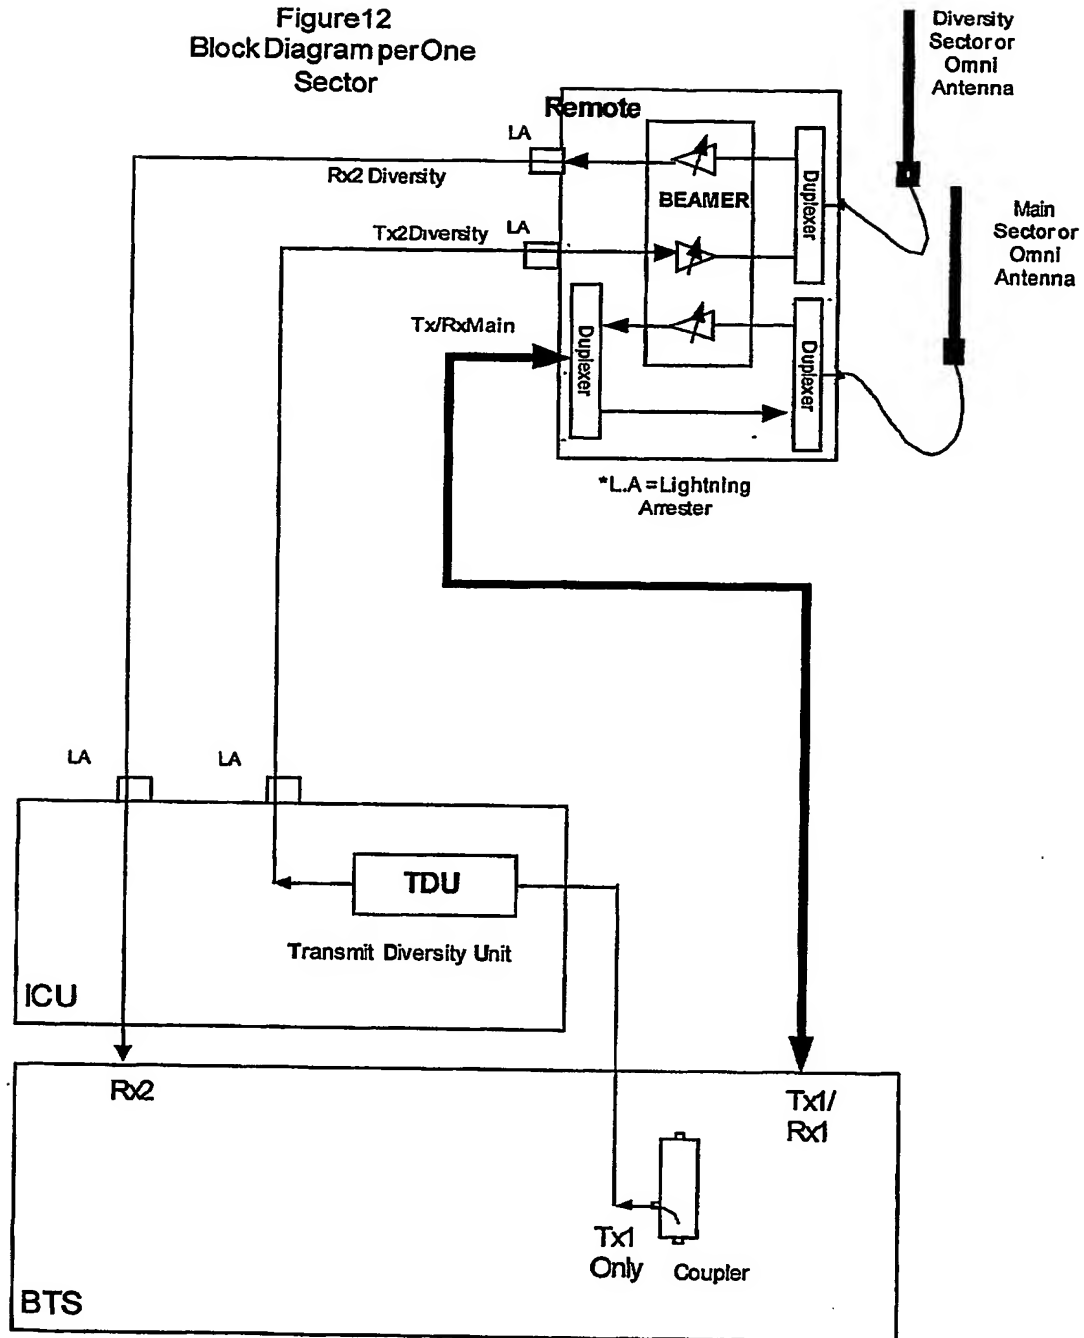 Figure12
Block Diagram per One
Sector
Diversity
Sector or
Omni
Antenna
Remote
LA
Rx2 Diversity
BEAMER
Duplexer
LA
Tx2Diversity
Main
Sector or
Omni
Antenna
Tx/RxMain
Duplexer
Duplexer
*L.A=Lightning
Arrester
LA
LA
TDU
Transmit Diversity Unit
ICU
Rx2
Tx1/
Rx1
Tx1
Only
Coupler
BTS